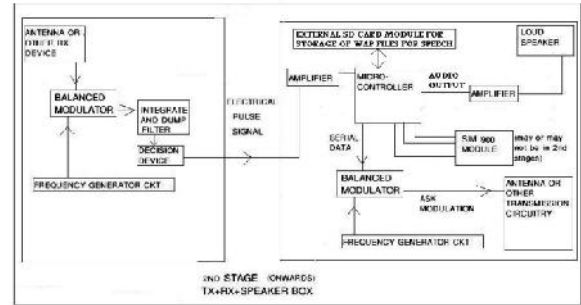 ANTENNA OR
OTHER RX
DEVICE
BALANCED
MODULATOR
INTEGRATE
AND DUMP
FILTER
DECISION
DEVICE
FREQUENCY GENERATOR CKT
ELECTRICAL
PULSE
SIGNAL
EXTERNAL SD CARD MODULE FOR
STORAGE OF WAP FILES FOR SPEECH
LOUD
SPEAKER
AMPLIFIER
MICRO-
CONTROLLER
AUDIO
OUTPUT
AMPLIFIER
SERIAL
DATA
SIM 900
MODULE
(may or may
not be in 2nd
stages)
BALANCED
MODULATOR
ASK
MODULATION
ANTENNA OR
OTHER
TRANSMISSION
CIRCUITRY
FREQUENCY GENERATOR CKT
2ND STAGE (ONWARDS)
TX+RX+SPEAKER BOX